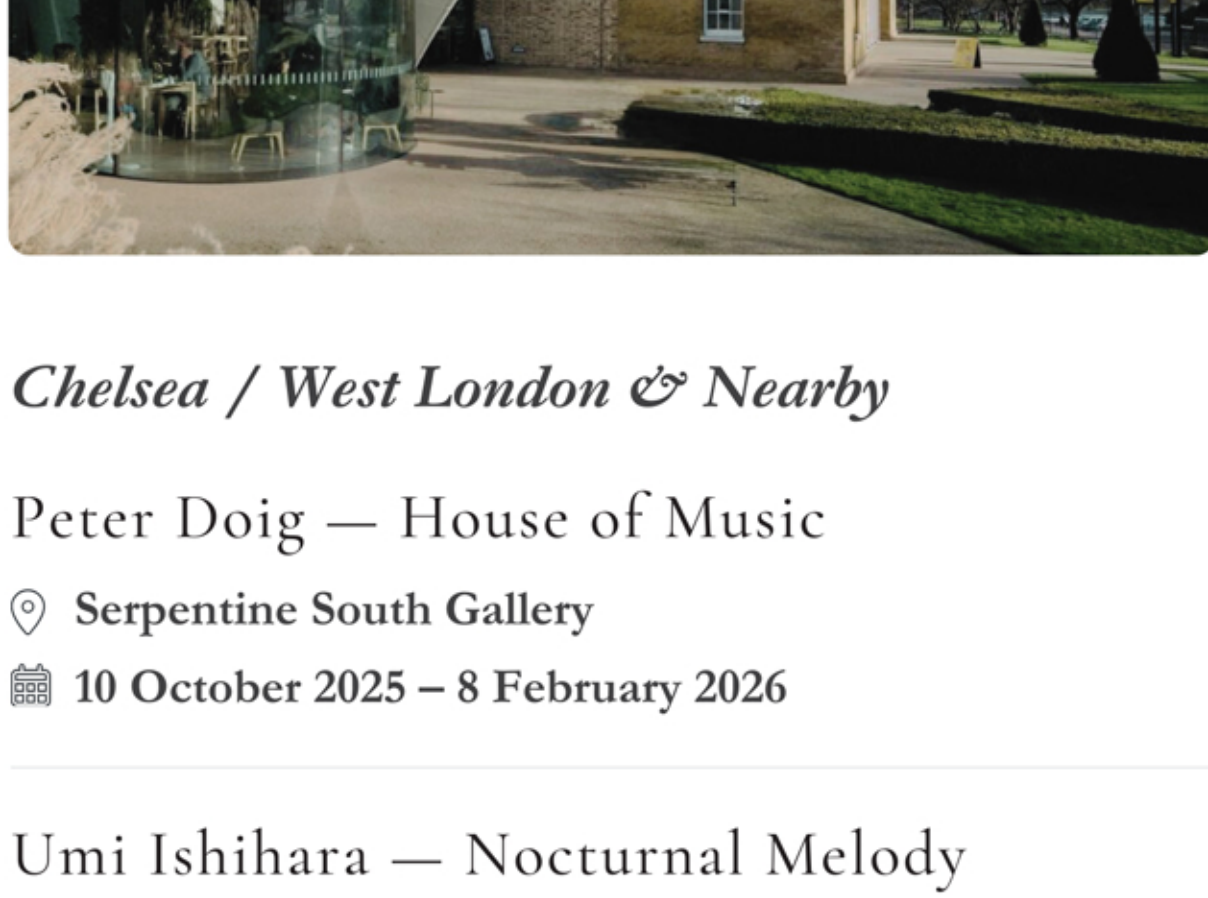 Chelsea / West London & Nearby
Peter Doig — House of Music
Serpentine South Gallery
10 October 2025 – 8 February 2026
Umi Ishihara — Nocturnal Melody